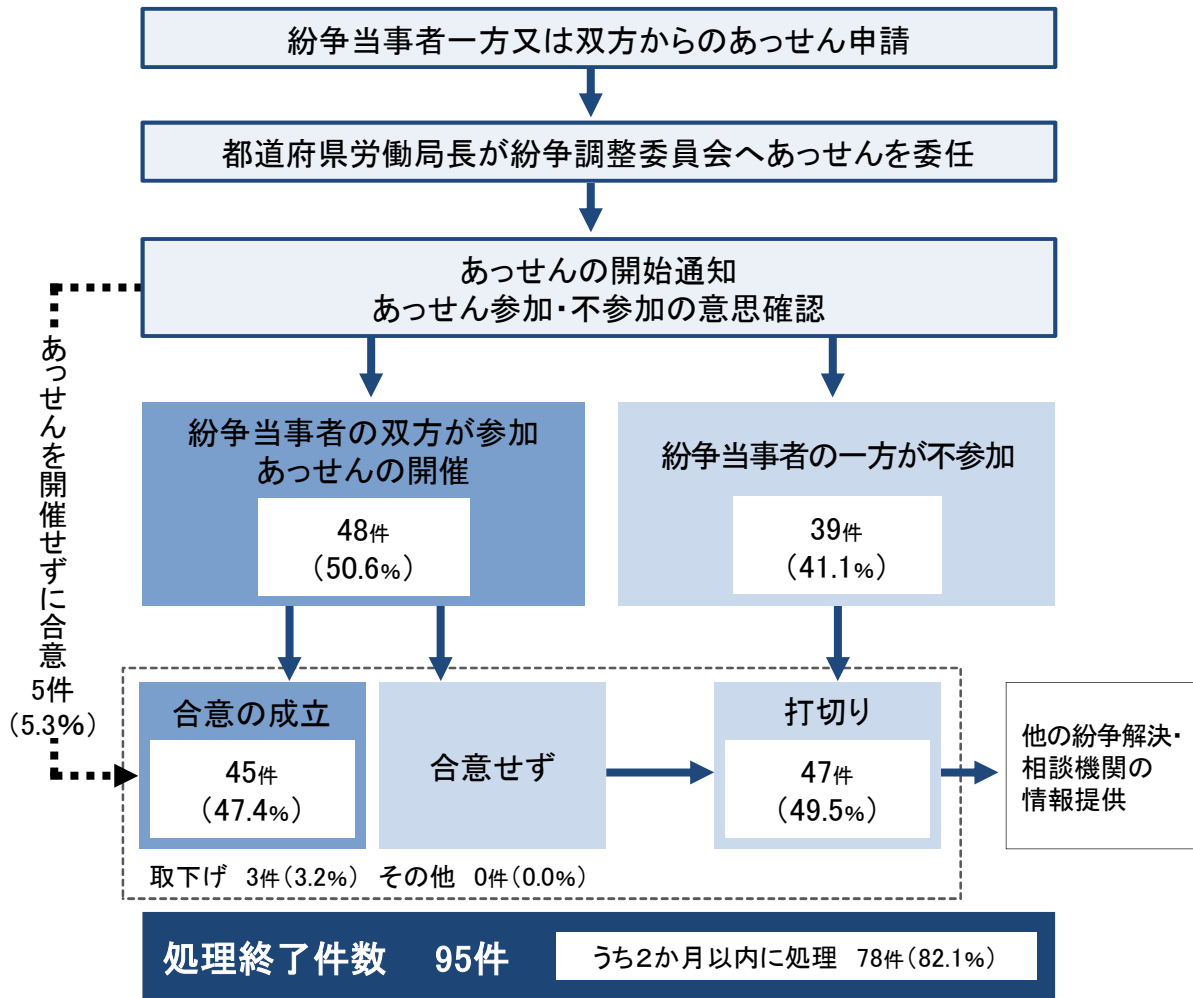 紛争当事者一方又は双方からのあっせん申請
都道府県労働局長が紛争調整委員会へあっせんを委任
あっせんの開始通知
あっせん参加・不参加の意思確認
あっせんを開催せずに合意
5件
(5.3%)
紛争当事者の双方が参加
あっせんの開催
48件
(50.6%)
紛争当事者の一方が不参加
39件
(41.1%)
合意の成立
45件
(47.4%)
合意せず
打切り
47件
(49.5%)
他の紛争解決・
相談機関の
情報提供
取下げ 3件(3.2%) その他 0件(0.0%)
処理終了件数 95件
うち2か月以内に処理 78件(82.1%)